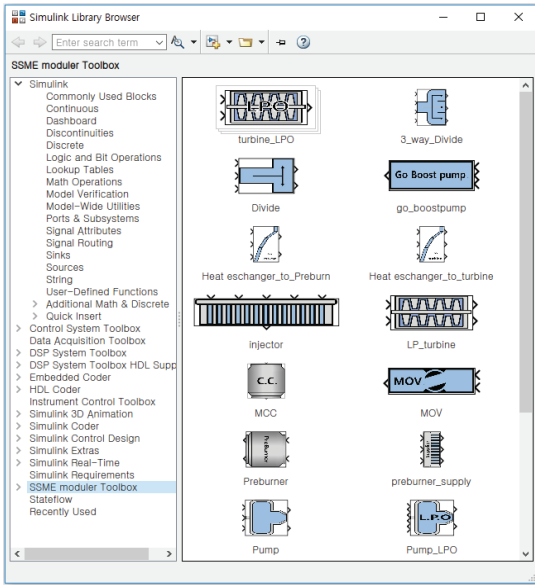 Simulink Library Browser
Enter search term
SSME moduler Toolbox
Simulink
Commonly Used Blocks
Continuous
Dashboard
Discontinuities
Discrete
Logic and Bit Operations
Lookup Tables
Math Operations
Model Verification
Model-Wide Utilities
Ports & Subsystems
Signal Attributes
Signal Routing
Sinks
Sources
String
User-Defined Functions
Additional Math & Discrete
Quick Insert
Control System Toolbox
Data Acquisition Toolbox
DSP System Toolbox
DSP System Toolbox HDL Supp
Embedded Coder
HDL Coder
Instrument Control Toolbox
Simulink 3D Animation
Simulink Coder
Simulink Control Design
Simulink Extras
Simulink Real-Time
Simulink Requirements
SSME moduler Toolbox
Stateflow
Recently Used
LPO
turbine_LPO
3_way_Divide
Divide
Go Boost pump
go_boostpump
Heat eschanger_to_Preburn
Heat eschanger_to_turbine
injector
LP_turbine
C.C.
MCC
MOV
MOV
PreBurner
Preburner
preburner_supply
Pump
L.P.O
Pump_LPO